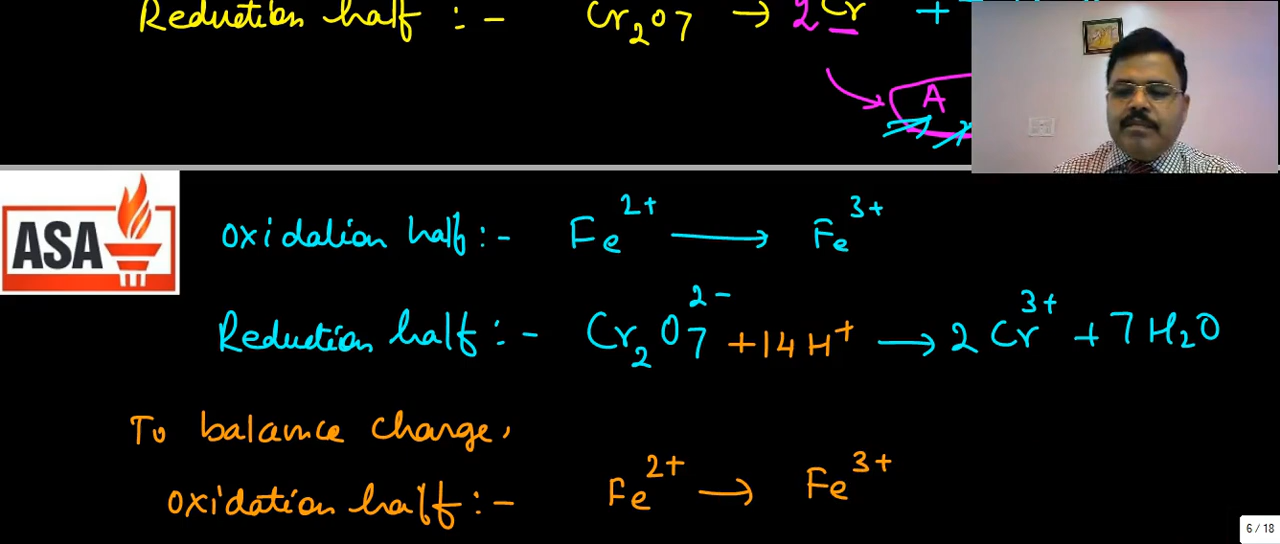 Reduction half :- Cr2O7 → 2Cr +
A
ASA
Oxidation half:- Fe²⁺ → Fe³⁺
Reduction half:- Cr₂O₇²⁻ +14H⁺ → 2Cr³⁺ + 7H₂O
To balance change,
Oxidation half:- Fe²⁺ → Fe³⁺
6 / 18